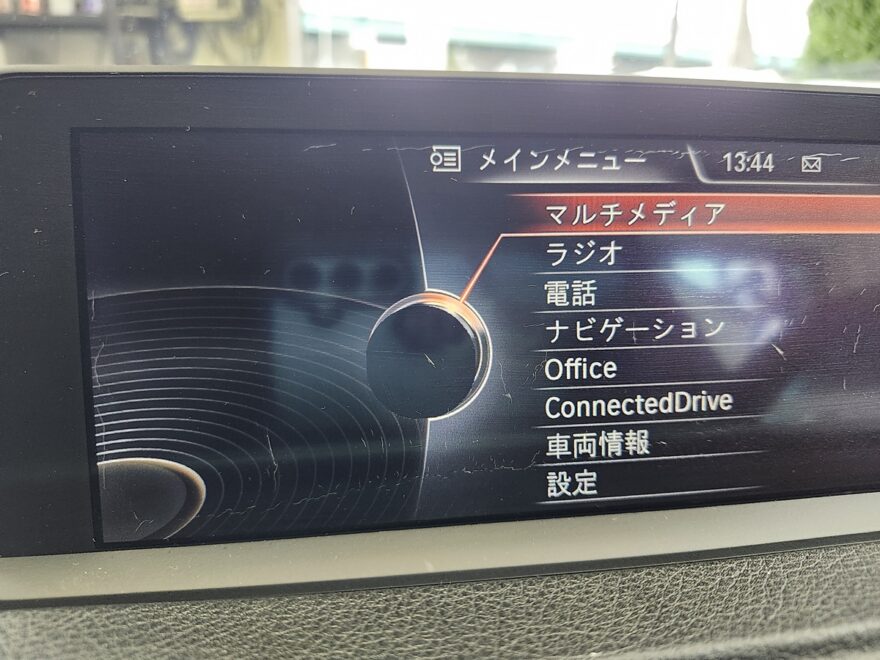 メインメニュー 13:44
マルチメディア
ラジオ
電話
ナビゲーション
Office
ConnectedDrive
車両情報
設定